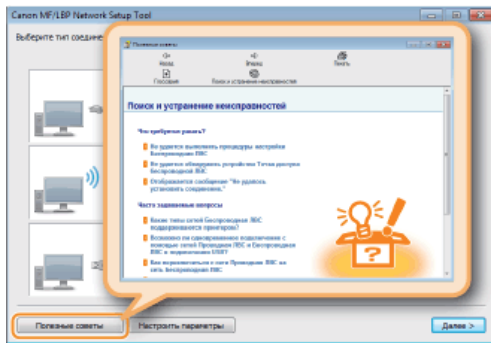 Canon MF/LBP Network Setup Tool
Выберите тип соедине
Полезные советы
Назад
Вперед
Печать
Глоссарий
Поиск и устранение неисправностей
Поиск и устранение неисправностей
Что требуется узнать?
Не удается выполнить процедуры настройки
Беспроводная ЛВС
Не удается обнаружить устройством Точка доступа
беспроводной ЛВС
Отображается сообщение "Не удалось
установить соединение."
Часто задаваемые вопросы
Какие типы сетей Беспроводная ЛВС
поддерживаются принтером?
Возможно ли одновременное подключение с
помощью сетей Проводная ЛВС и Беспроводная
ЛВС и подключения USB?
Как переключиться с сети Проводная ЛВС на
сеть Беспроводная ЛВС
?
Полезные советы
Настроить параметры
Далее >